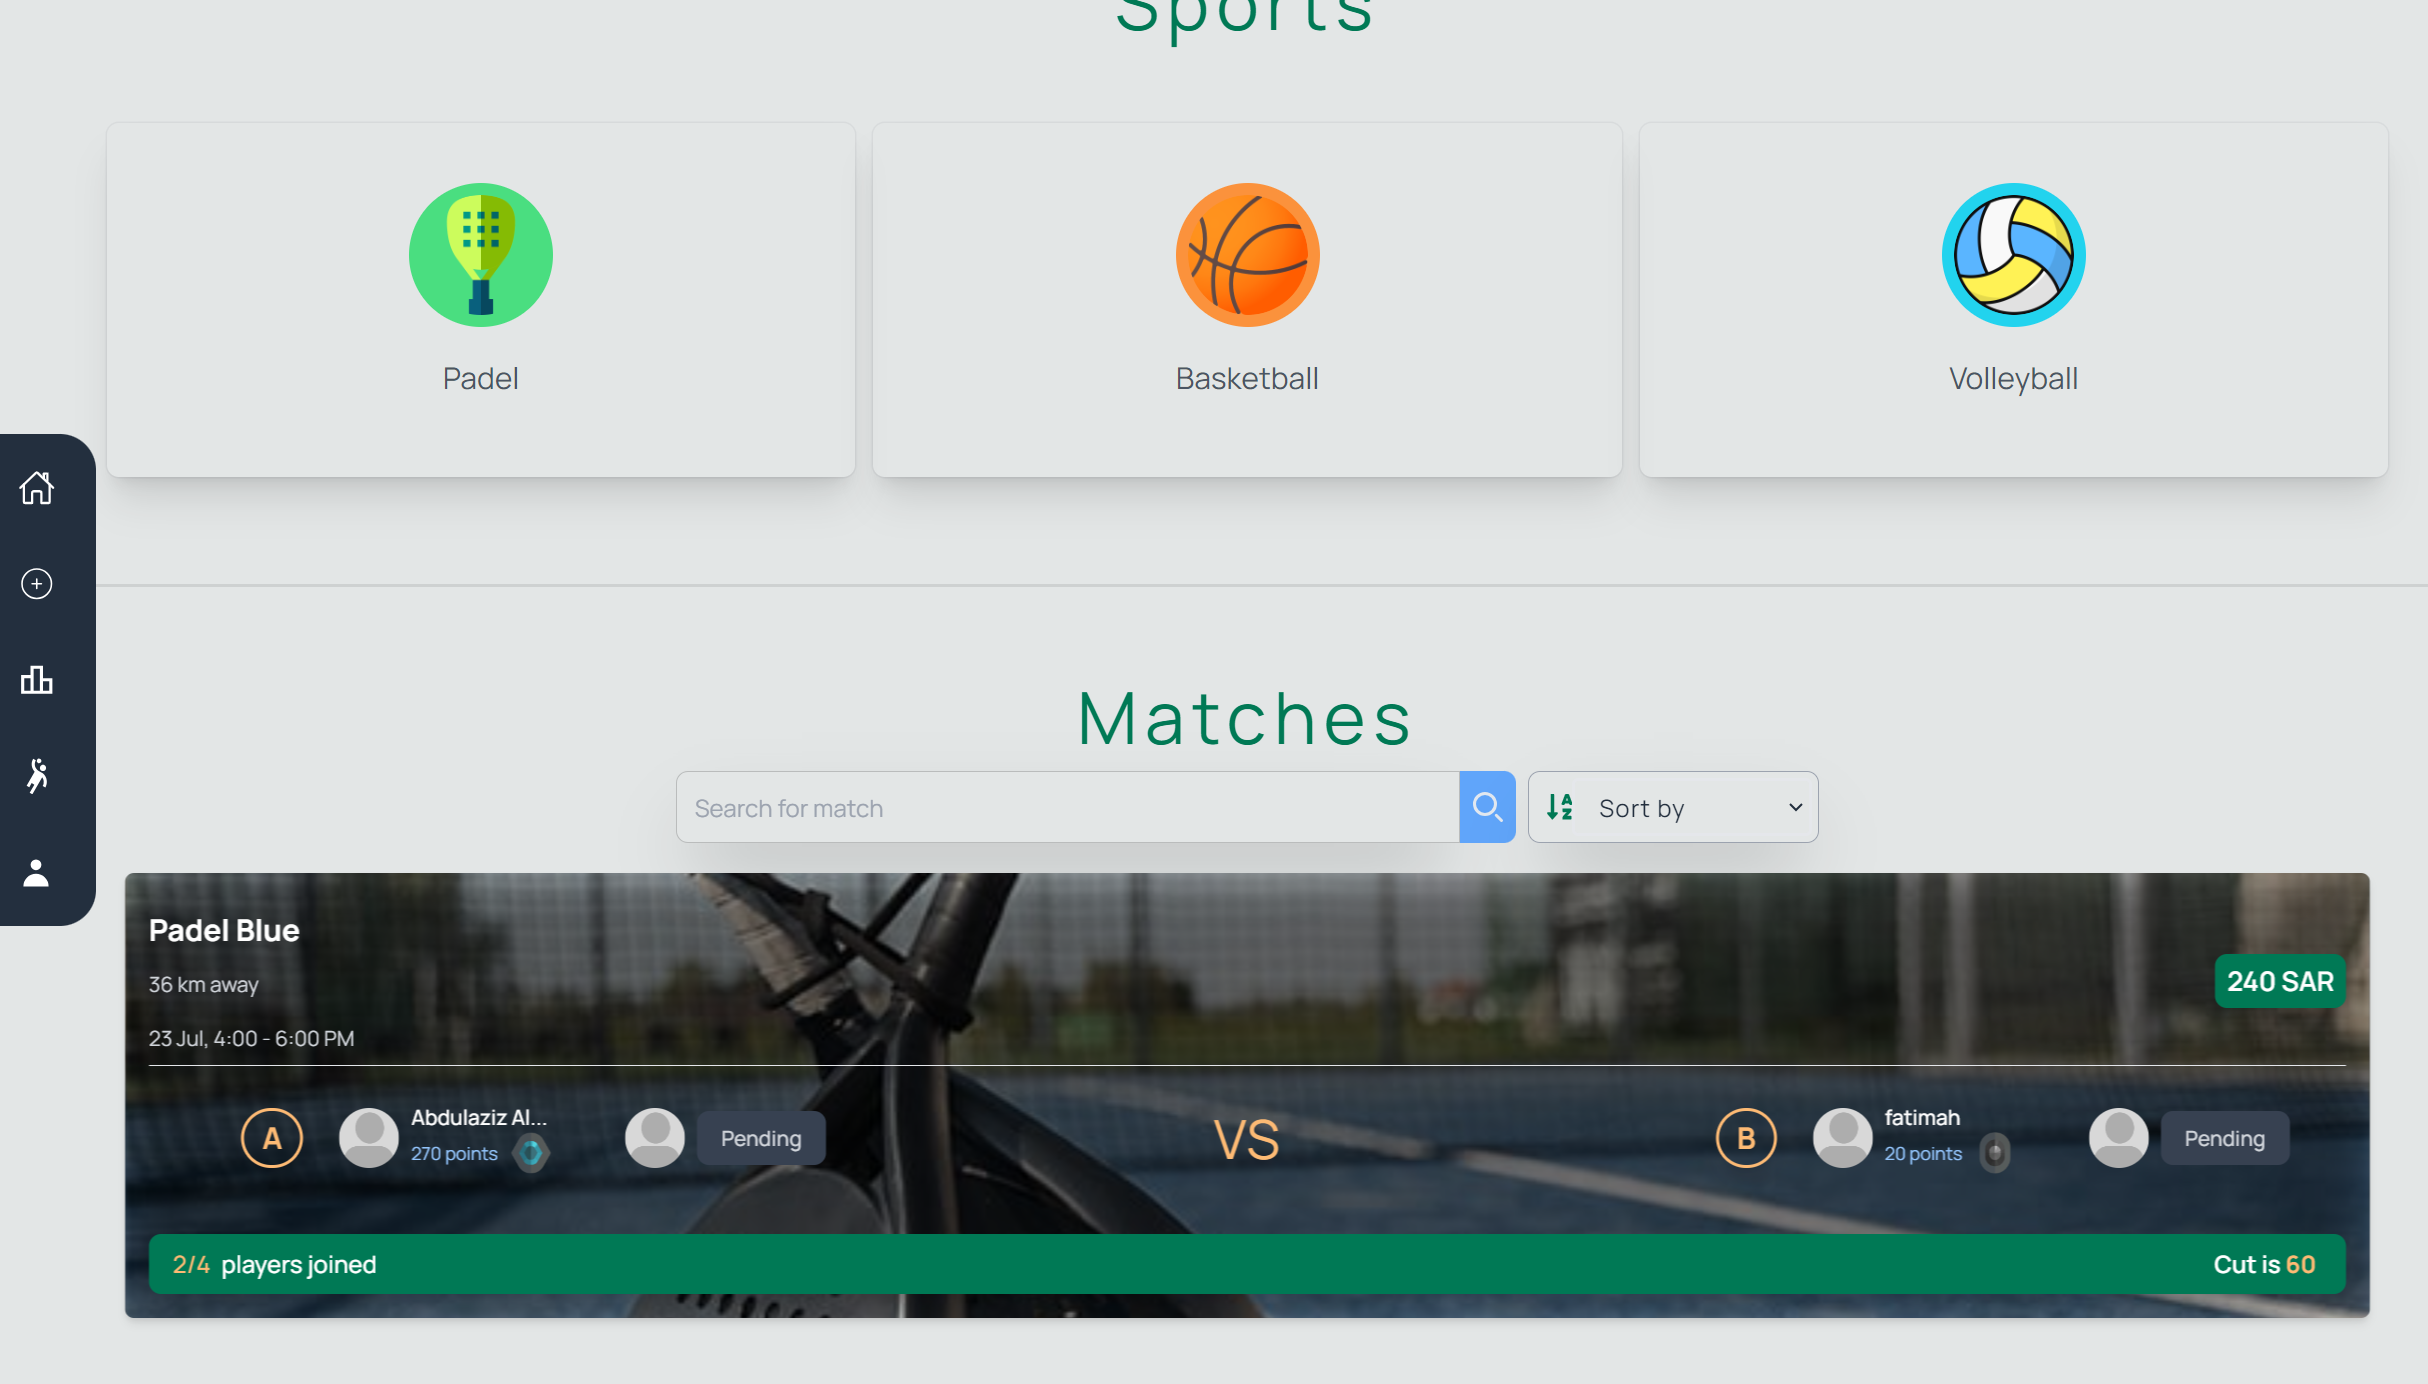 Sports
Padel
Basketball
Volleyball
Matches
Search for match
Sort by
Padel Blue
36 km away
23 Jul, 4:00 - 6:00 PM
240 SAR
A
Abdulaziz Al...
270 points
Pending
VS
B
fatimah
20 points
Pending
2/4 players joined
Cut is 60